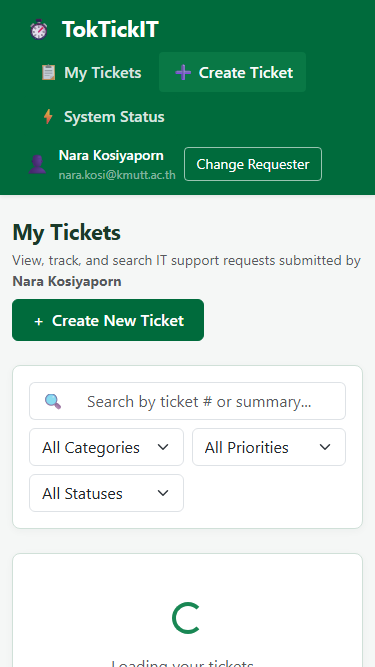 TokTickIT
My Tickets
Create Ticket
System Status
Nara Kosiyaporn
nara.kosi@kmutt.ac.th
Change Requester
My Tickets
View, track, and search IT support requests submitted by
Nara Kosiyaporn
+ Create New Ticket
Search by ticket # or summary...
All Categories
All Priorities
All Statuses
Loading your tickets